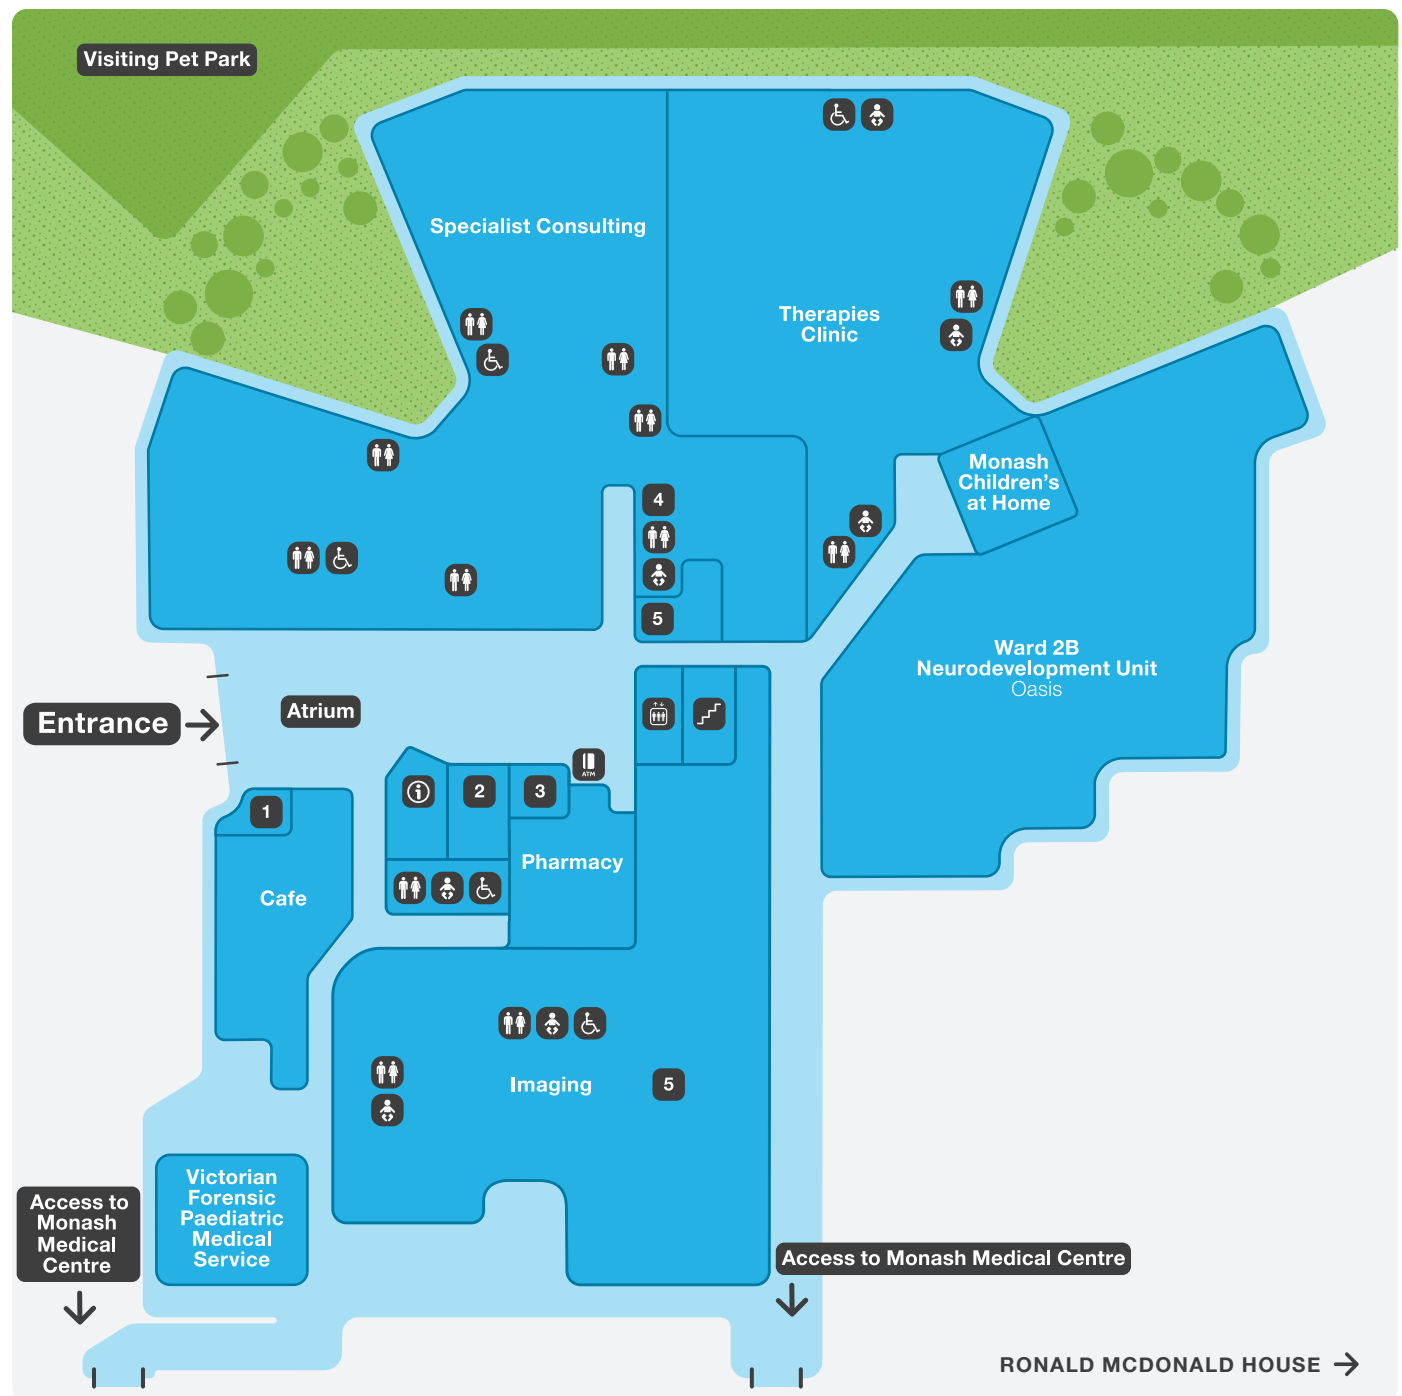 Visiting Pet Park
Specialist Consulting
Therapies
Clinic
Monash
Children's
at Home
4
5
Ward 2B
Neurodevelopment Unit
Oasis
Entrance
Atrium
ATM
1
2
3
Pharmacy
Cafe
Imaging
5
Victorian
Forensic
Paediatric
Medical
Service
Access to
Monash
Medical
Centre
Access to Monash Medical Centre
RONALD MCDONALD HOUSE